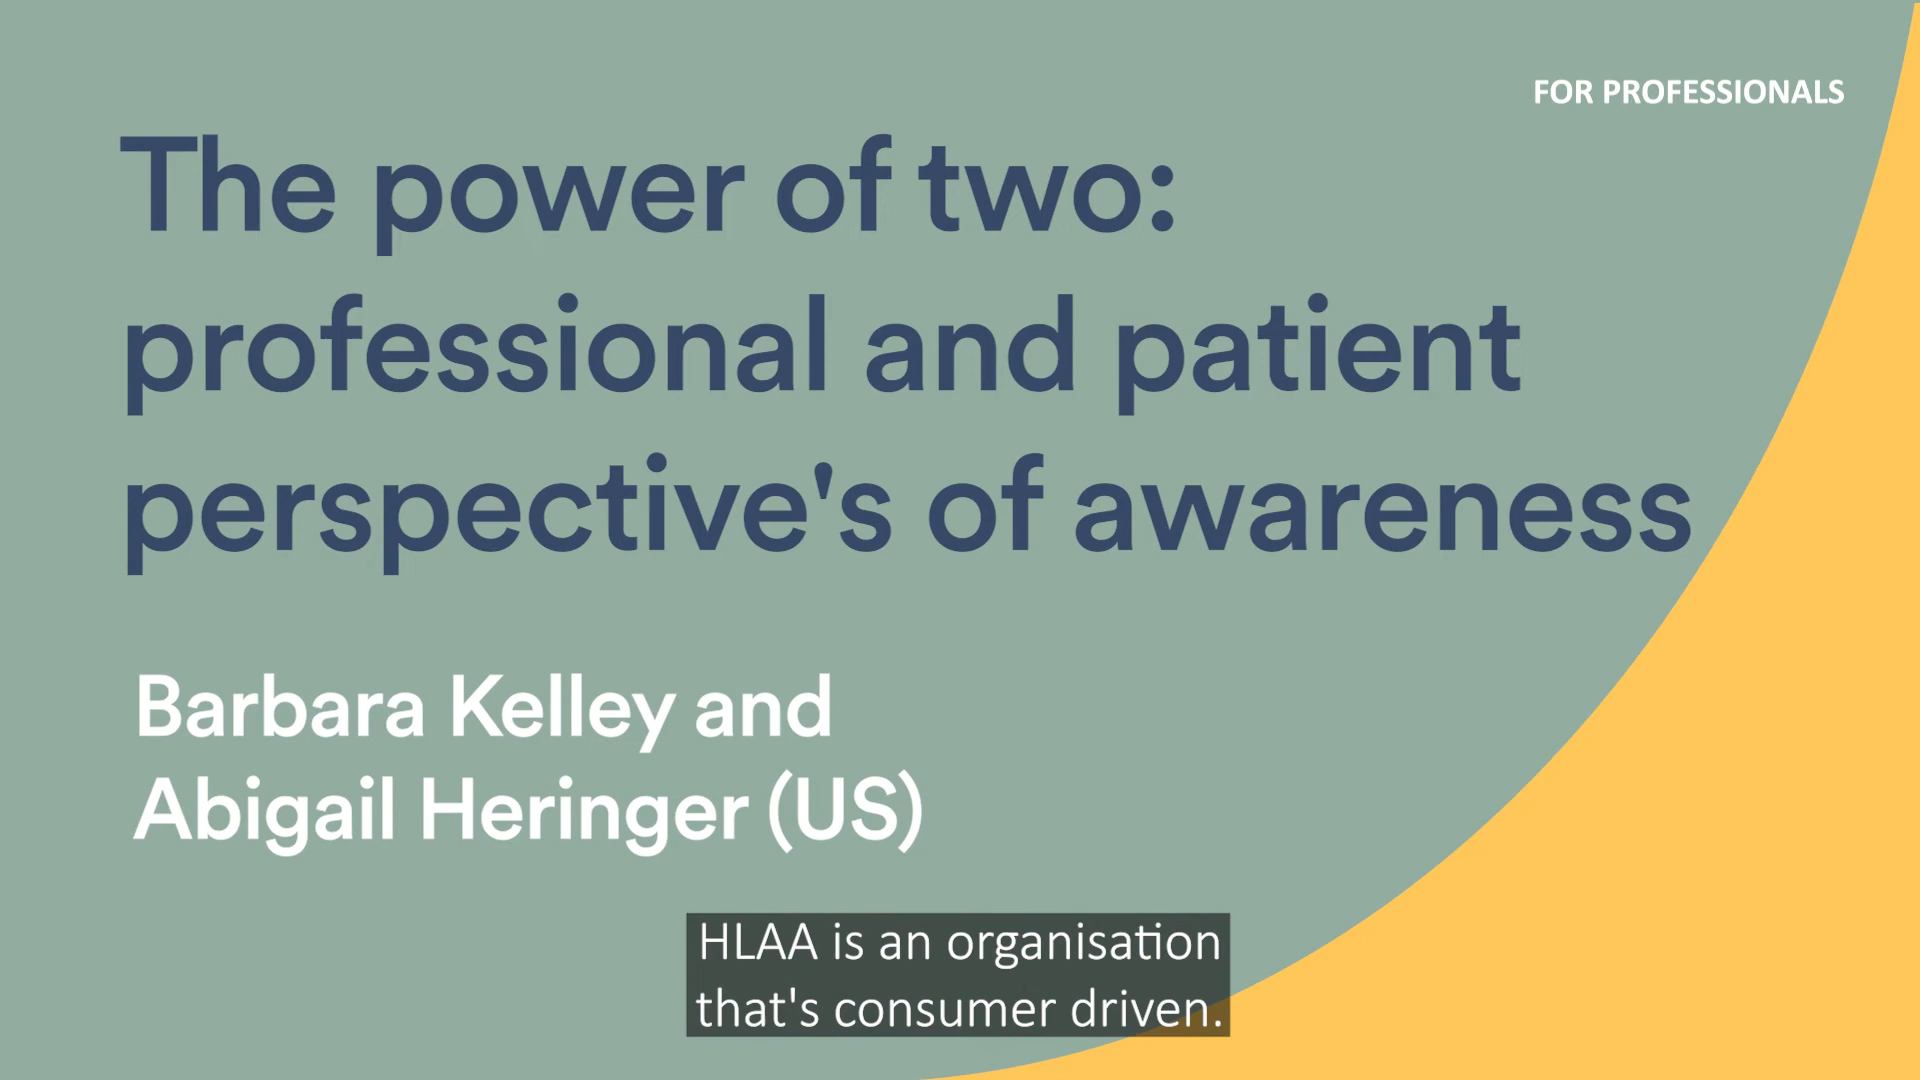 FOR PROFESSIONALS
The power of two:
professional and patient
perspective's of awareness
Barbara Kelley and
Abigail Heringer (US)
HLAA is an organisation
that's consumer driven.